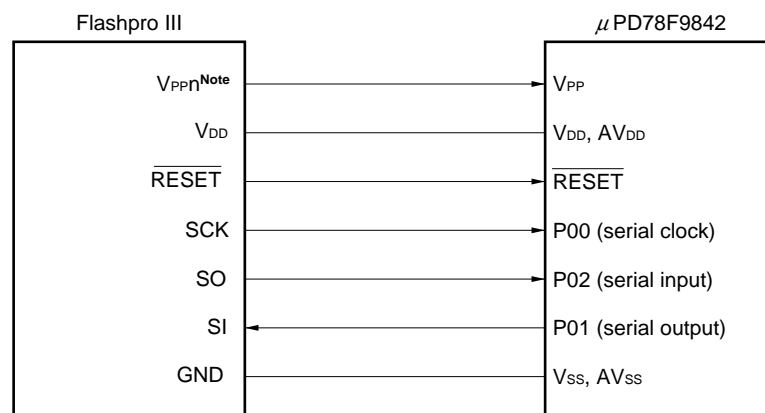 Flashpro III
μPD78F9842
VPPnNote
VPP
VDD
VDD, AVDD
RESET
RESET
SCK
P00 (serial clock)
SO
P02 (serial input)
SI
P01 (serial output)
GND
VSS, AVSS